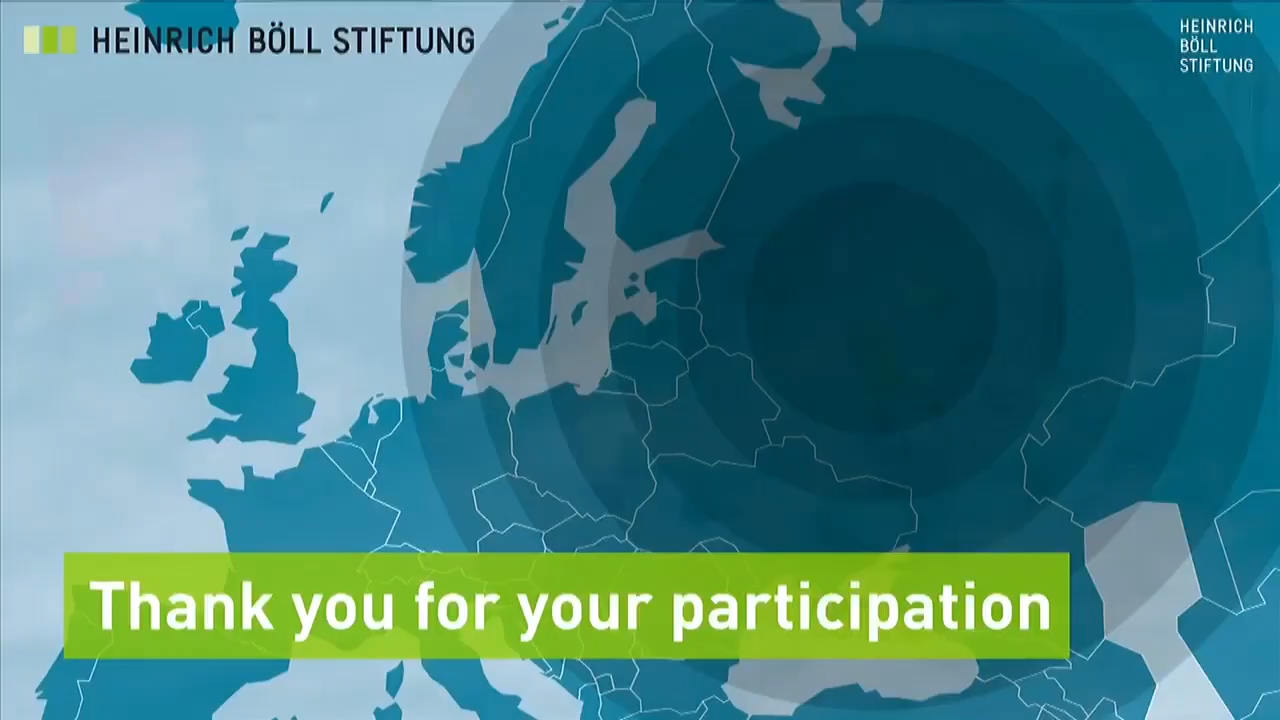 HEINRICH BÖLL STIFTUNG
HEINRICH
BÖLL
STIFTUNG
Thank you for your participation